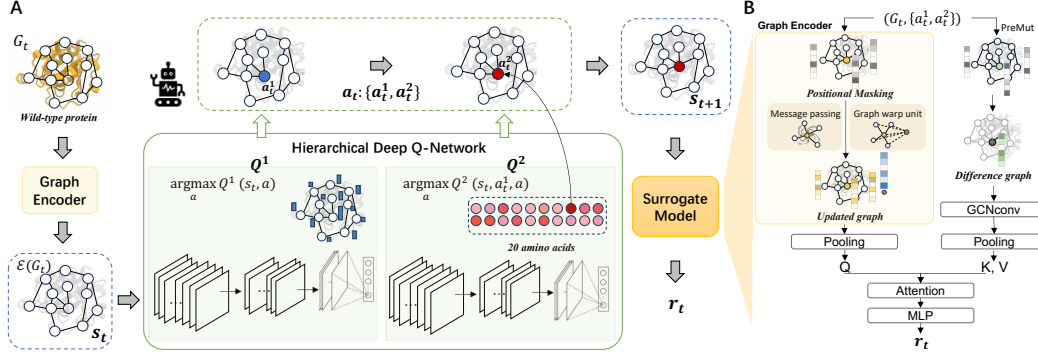 A
G_t
Wild-type protein
Graph
Encoder
ℰ(G_t)
s_t
a_t^1
a_t: {a_t^1, a_t^2}
a_t^2
s_{t+1}
Hierarchical Deep Q-Network
Q^1
argmax Q^1 (s_t, a)
a
Q^2
argmax Q^2 (s_t, a_t^1, a)
a
20 amino acids
...
...
...
...
Surrogate
Model
r_t
B
Graph Encoder
(G_t, {a_t^1, a_t^2})
PreMut
Positional Masking
Message passing
Graph warp unit
Updated graph
Difference graph
GCNconv
Pooling
Pooling
Q
K, V
Attention
MLP
r_t